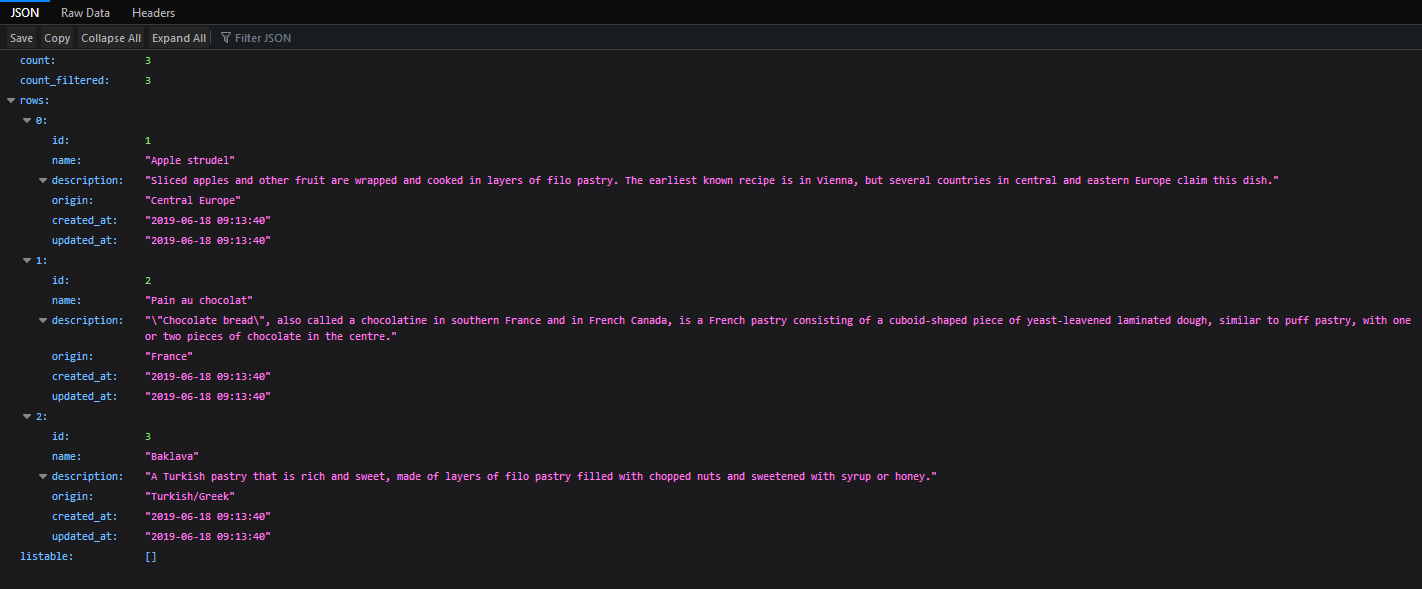 JSON Raw Data Headers
Save Copy Collapse All Expand All Filter JSON
count: 3
count_filtered: 3
rows:
0:
id: 1
name: "Apple strudel"
description: "Sliced apples and other fruit are wrapped and cooked in layers of filo pastry. The earliest known recipe is in Vienna, but several countries in central and eastern Europe claim this dish."
origin: "Central Europe"
created_at: "2019-06-18 09:13:40"
updated_at: "2019-06-18 09:13:40"
1:
id: 2
name: "Pain au chocolat"
description: "\"Chocolate bread\", also called a chocolatine in southern France and in French Canada, is a French pastry consisting of a cuboid-shaped piece of yeast-leavened laminated dough, similar to puff pastry, with one
or two pieces of chocolate in the centre."
origin: "France"
created_at: "2019-06-18 09:13:40"
updated_at: "2019-06-18 09:13:40"
2:
id: 3
name: "Baklava"
description: "A Turkish pastry that is rich and sweet, made of layers of filo pastry filled with chopped nuts and sweetened with syrup or honey."
origin: "Turkish/Greek"
created_at: "2019-06-18 09:13:40"
updated_at: "2019-06-18 09:13:40"
listable: []